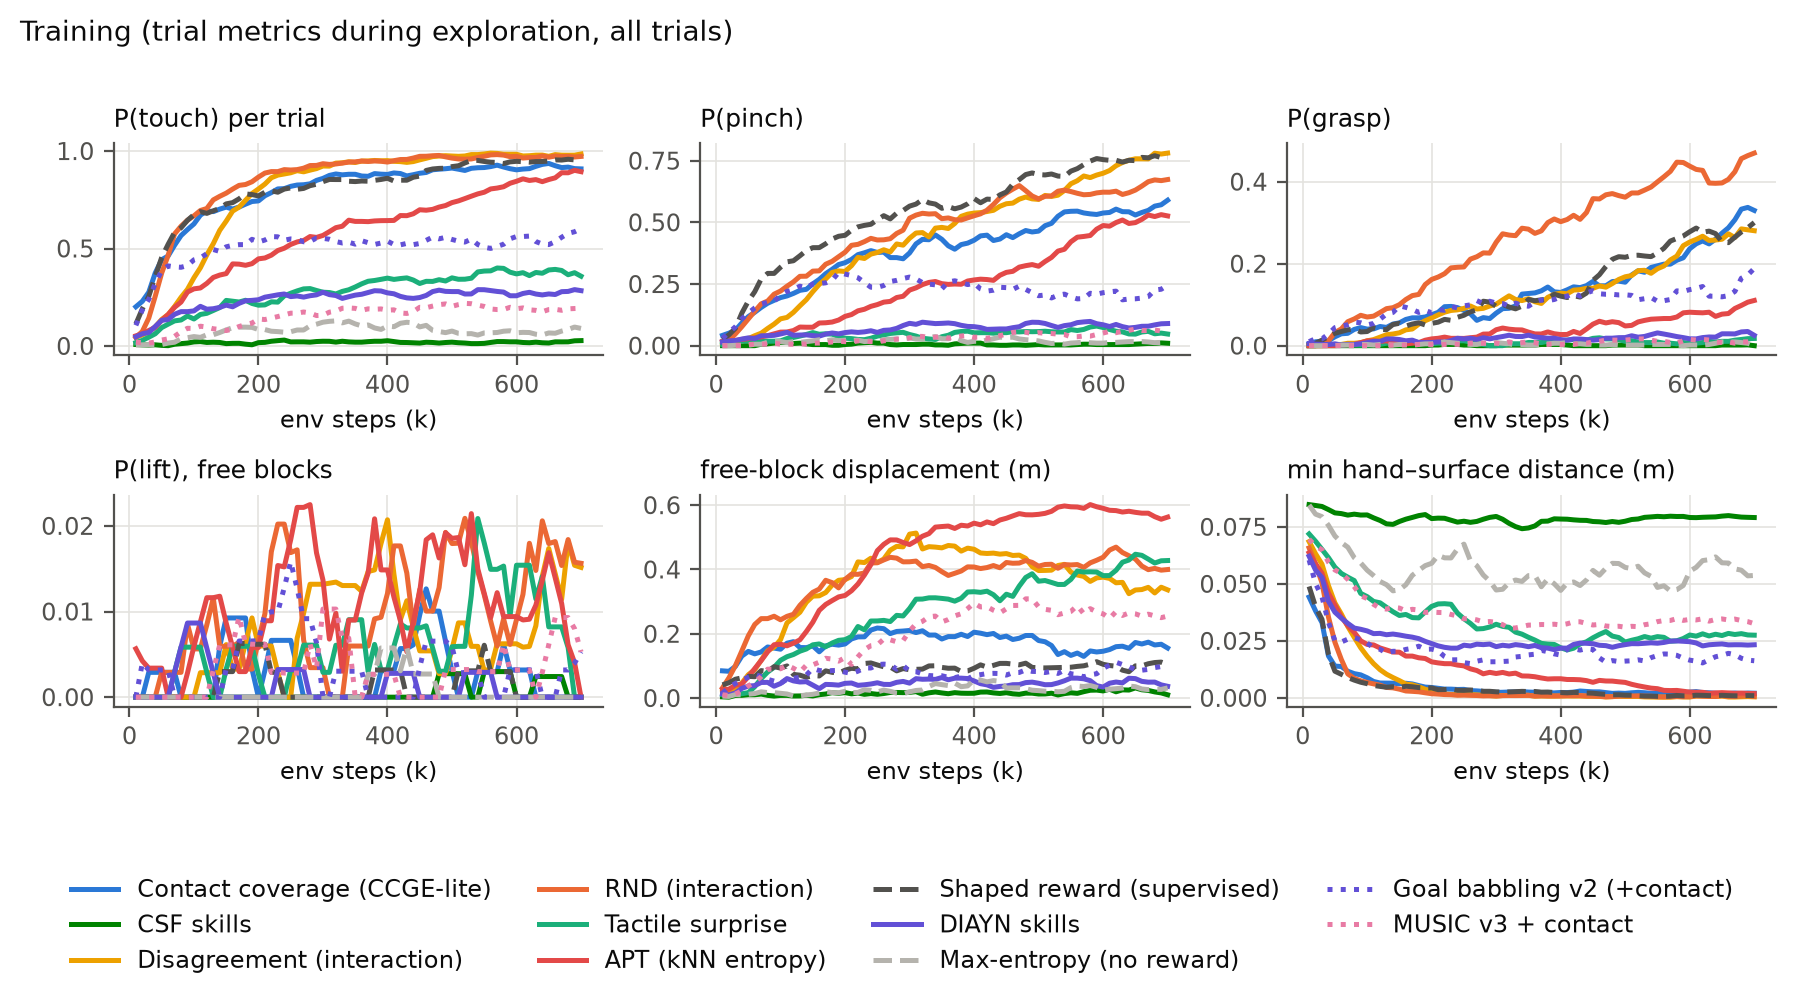 Training (trial metrics during exploration, all trials)
P(touch) per trial
P(pinch)
P(grasp)
1.0
0.5
0.0
0.75
0.50
0.25
0.00
0.4
0.2
0.0
0 200 400 600
0 200 400 600
0 200 400 600
env steps (k)
env steps (k)
env steps (k)
P(lift), free blocks
free-block displacement (m)
min hand–surface distance (m)
0.02
0.01
0.00
0.6
0.4
0.2
0.0
0.075
0.050
0.025
0.000
0 200 400 600
0 200 400 600
0 200 400 600
env steps (k)
env steps (k)
env steps (k)
Contact coverage (CCGE-lite)
CSF skills
Disagreement (interaction)
RND (interaction)
Tactile surprise
APT (kNN entropy)
Shaped reward (supervised)
DIAYN skills
Max-entropy (no reward)
Goal babbling v2 (+contact)
MUSIC v3 + contact